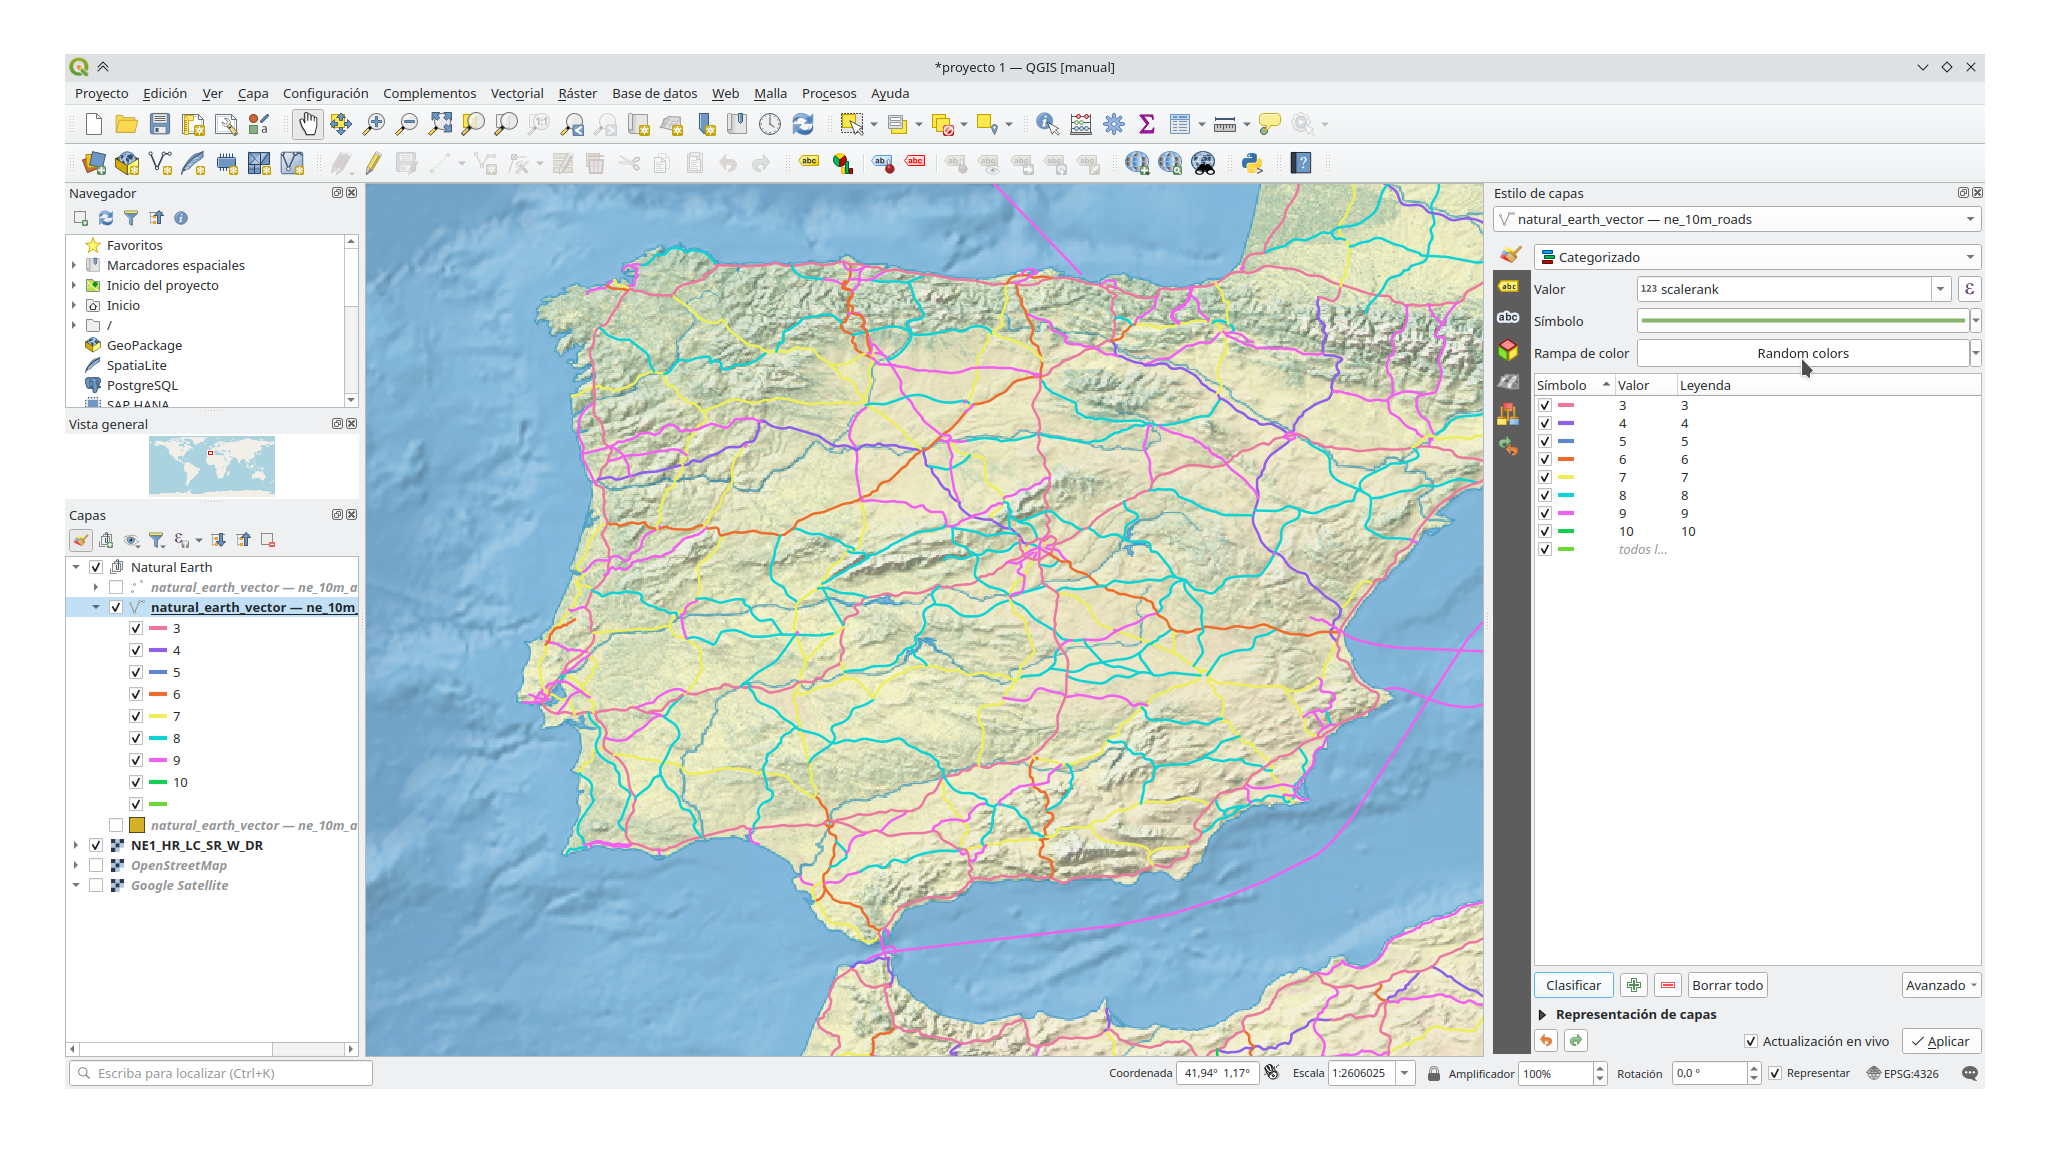 *proyecto 1 — QGIS [manual]
Proyecto Edición Ver Capa Configuración Complementos Vectorial Ráster Base de datos Web Malla Procesos Ayuda
Navegador
Favoritos
Marcadores espaciales
Inicio del proyecto
Inicio
/
GeoPackage
SpatiaLite
PostgreSQL
SAP HANA
Vista general
Capas
Natural Earth
natural_earth_vector — ne_10m_a
natural_earth_vector — ne_10m_
3
4
5
6
7
8
9
10
natural_earth_vector — ne_10m_a
NE1_HR_LC_SR_W_DR
OpenStreetMap
Google Satellite
Estilo de capas
natural_earth_vector — ne_10m_roads
Categorizado
Valor 123 scalerank ε
Símbolo
Rampa de color Random colors
Símbolo Valor Leyenda
3 3
4 4
5 5
6 6
7 7
8 8
9 9
10 10
todos l...
Clasificar Borrar todo Avanzado
Representación de capas
Actualización en vivo Aplicar
Escriba para localizar (Ctrl+K) Coordenada 41,94° 1,17° Escala 1:2606025 Amplificador 100% Rotación 0,0 ° Representar EPSG:4326